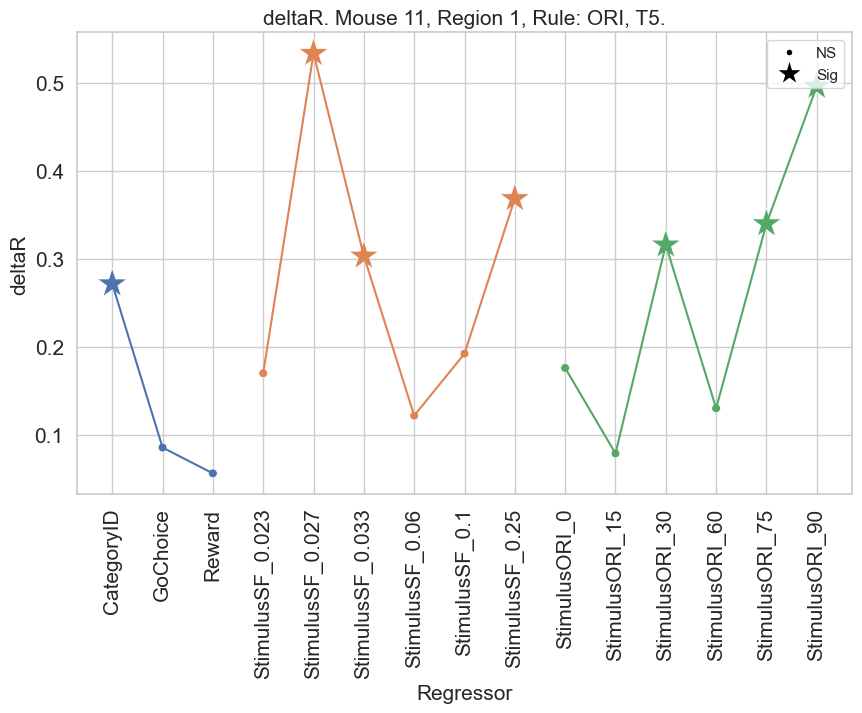 deltaR. Mouse 11, Region 1, Rule: ORI, T5.
NS
Sig
deltaR
0.5
0.4
0.3
0.2
0.1
CategoryID
GoChoice
Reward
StimulusSF_0.023
StimulusSF_0.027
StimulusSF_0.033
StimulusSF_0.06
StimulusSF_0.1
StimulusSF_0.25
StimulusORI_0
StimulusORI_15
StimulusORI_30
StimulusORI_60
StimulusORI_75
StimulusORI_90
Regressor